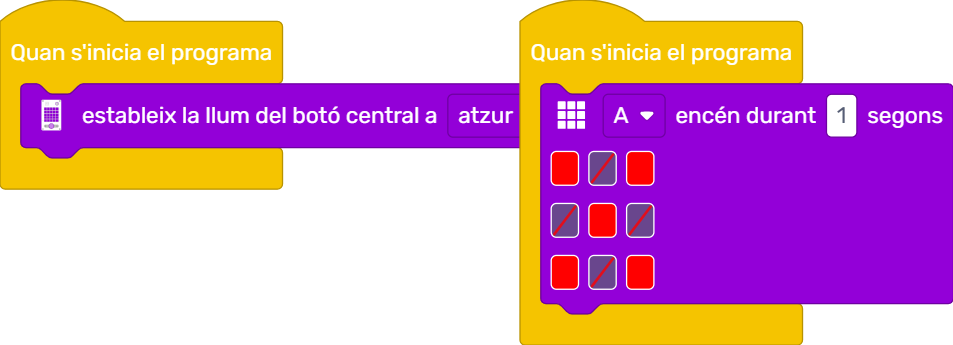 Quan s'inicia el programa
estableix la llum del botó central a atzur
Quan s'inicia el programa
A encén durant 1 segons